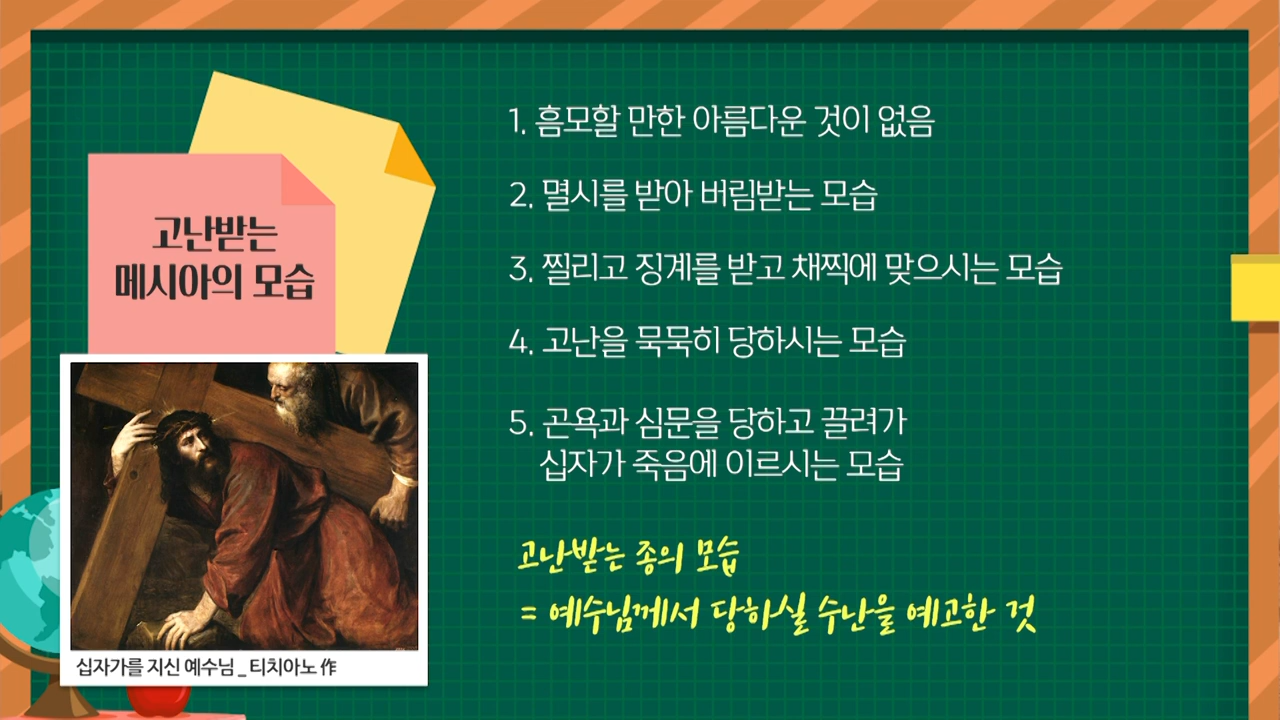 고난받는
메시아의 모습
십자가를 지신 예수님 _ 티치아노 作
1. 흠모할 만한 아름다운 것이 없음
2. 멸시를 받아 버림받는 모습
3. 찔리고 징계를 받고 채찍에 맞으시는 모습
4. 고난을 묵묵히 당하시는 모습
5. 곤욕과 심문을 당하고 끌려가
십자가 죽음에 이르시는 모습
고난받는 종의 모습
= 예수님께서 당하실 수난을 예고한 것